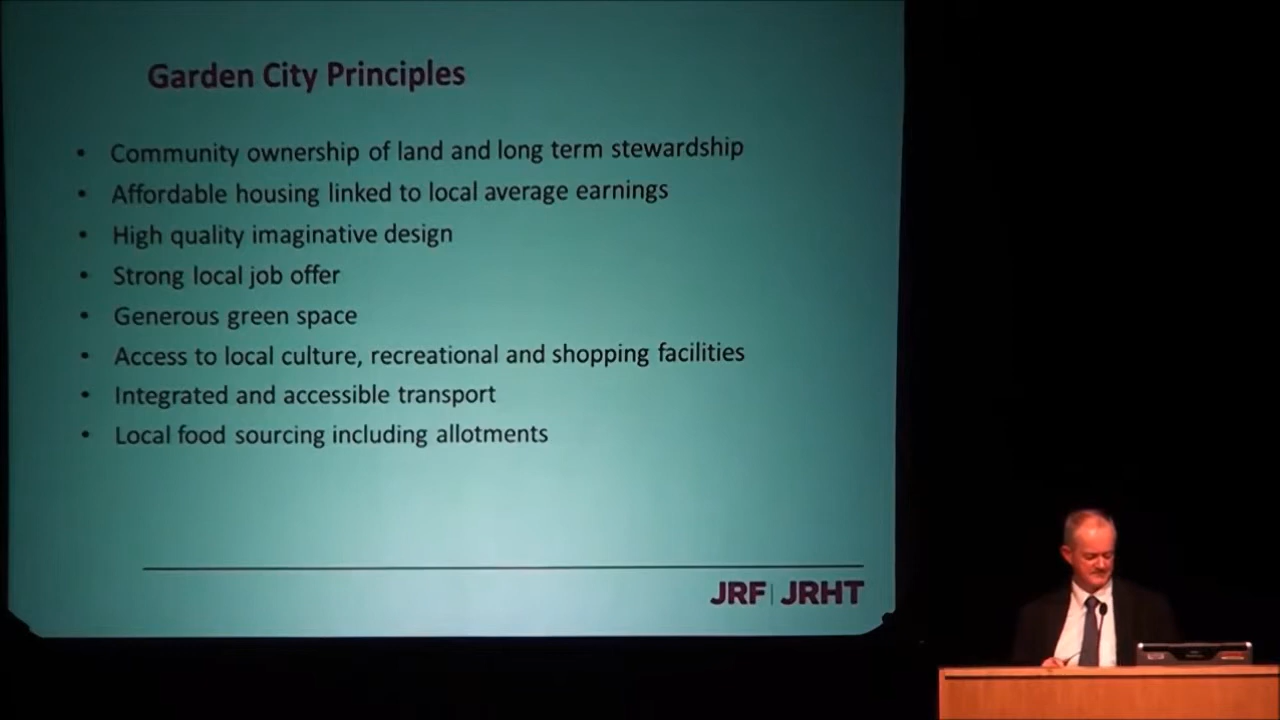 Garden City Principles
• Community ownership of land and long term stewardship
• Affordable housing linked to local average earnings
• High quality imaginative design
• Strong local job offer
• Generous green space
• Access to local culture, recreational and shopping facilities
• Integrated and accessible transport
• Local food sourcing including allotments
JRF | JRHT